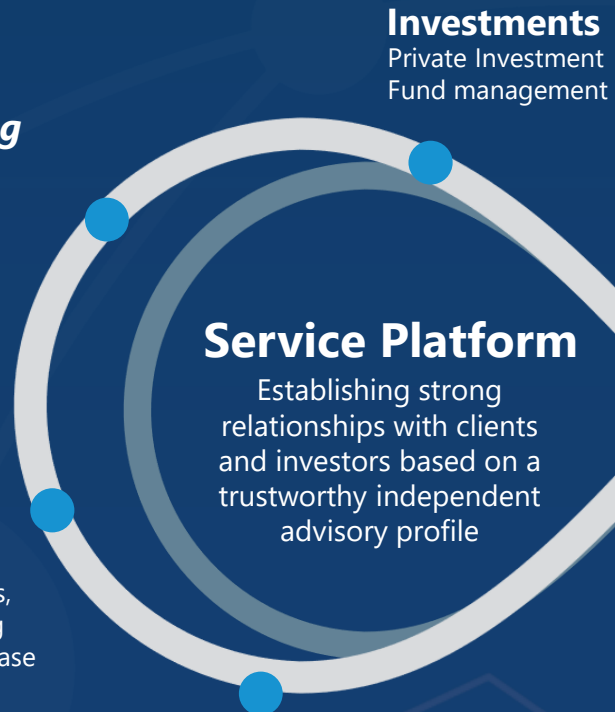 Investments
Private Investment
Fund management
g
Service Platform
Establishing strong
relationships with clients
and investors based on a
trustworthy independent
advisory profile
s,
g
ase